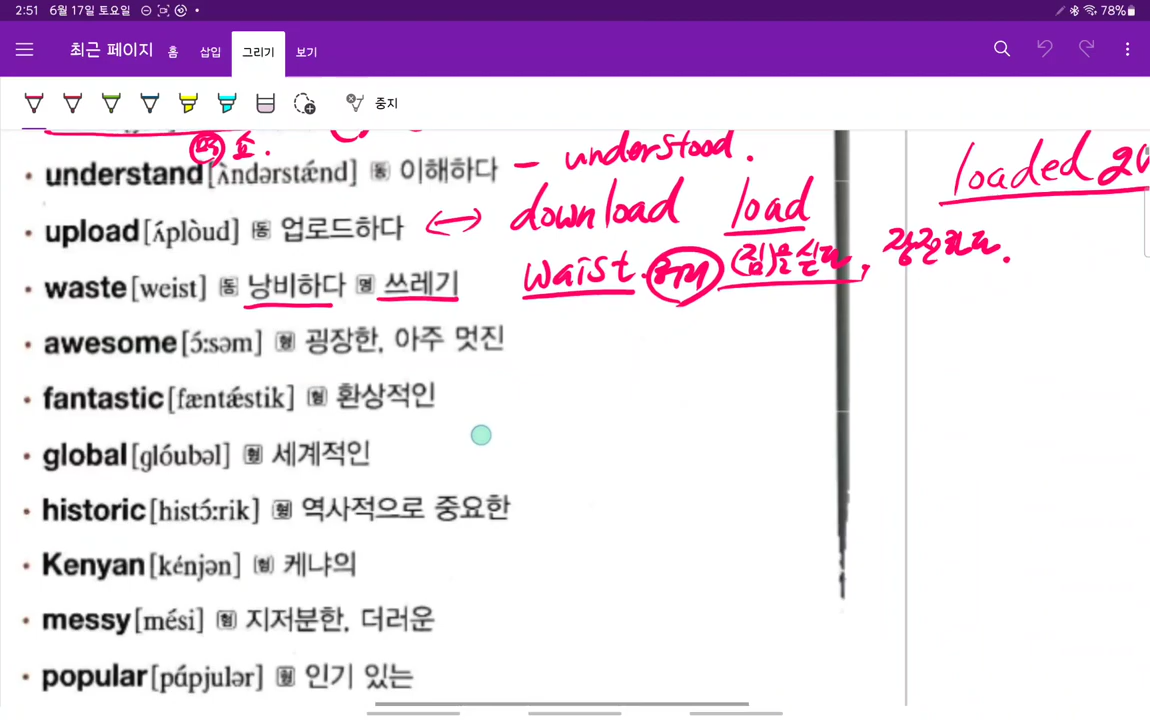 2:51 6월 17일 토요일 78%
최근 페이지 홈 삽입 그리기 보기
중지
요.
understand[ʌ̀ndərstǽnd] 동 이해하다 - understood.
loaded
upload[ʌ́plòud] 동 업로드하다 ↔ download load
waste[weist] 동 낭비하다 명 쓰레기 waist. 허리 (짐)을 싣다, 장전하다.
awesome[ɔ́ːsəm] 형 굉장한, 아주 멋진
fantastic[fæntǽstik] 형 환상적인
global[glóubəl] 형 세계적인
historic[histɔ́ːrik] 형 역사적으로 중요한
Kenyan[kénjən] 형 케냐의
messy[mési] 형 지저분한, 더러운
popular[pápjulər] 형 인기 있는